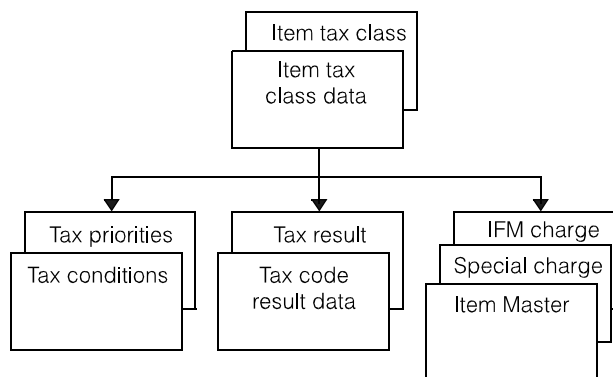 Item tax class
Item tax
class data
Tax priorities
Tax conditions
Tax result
Tax code
result data
IFM charge
Special charge
Item Master